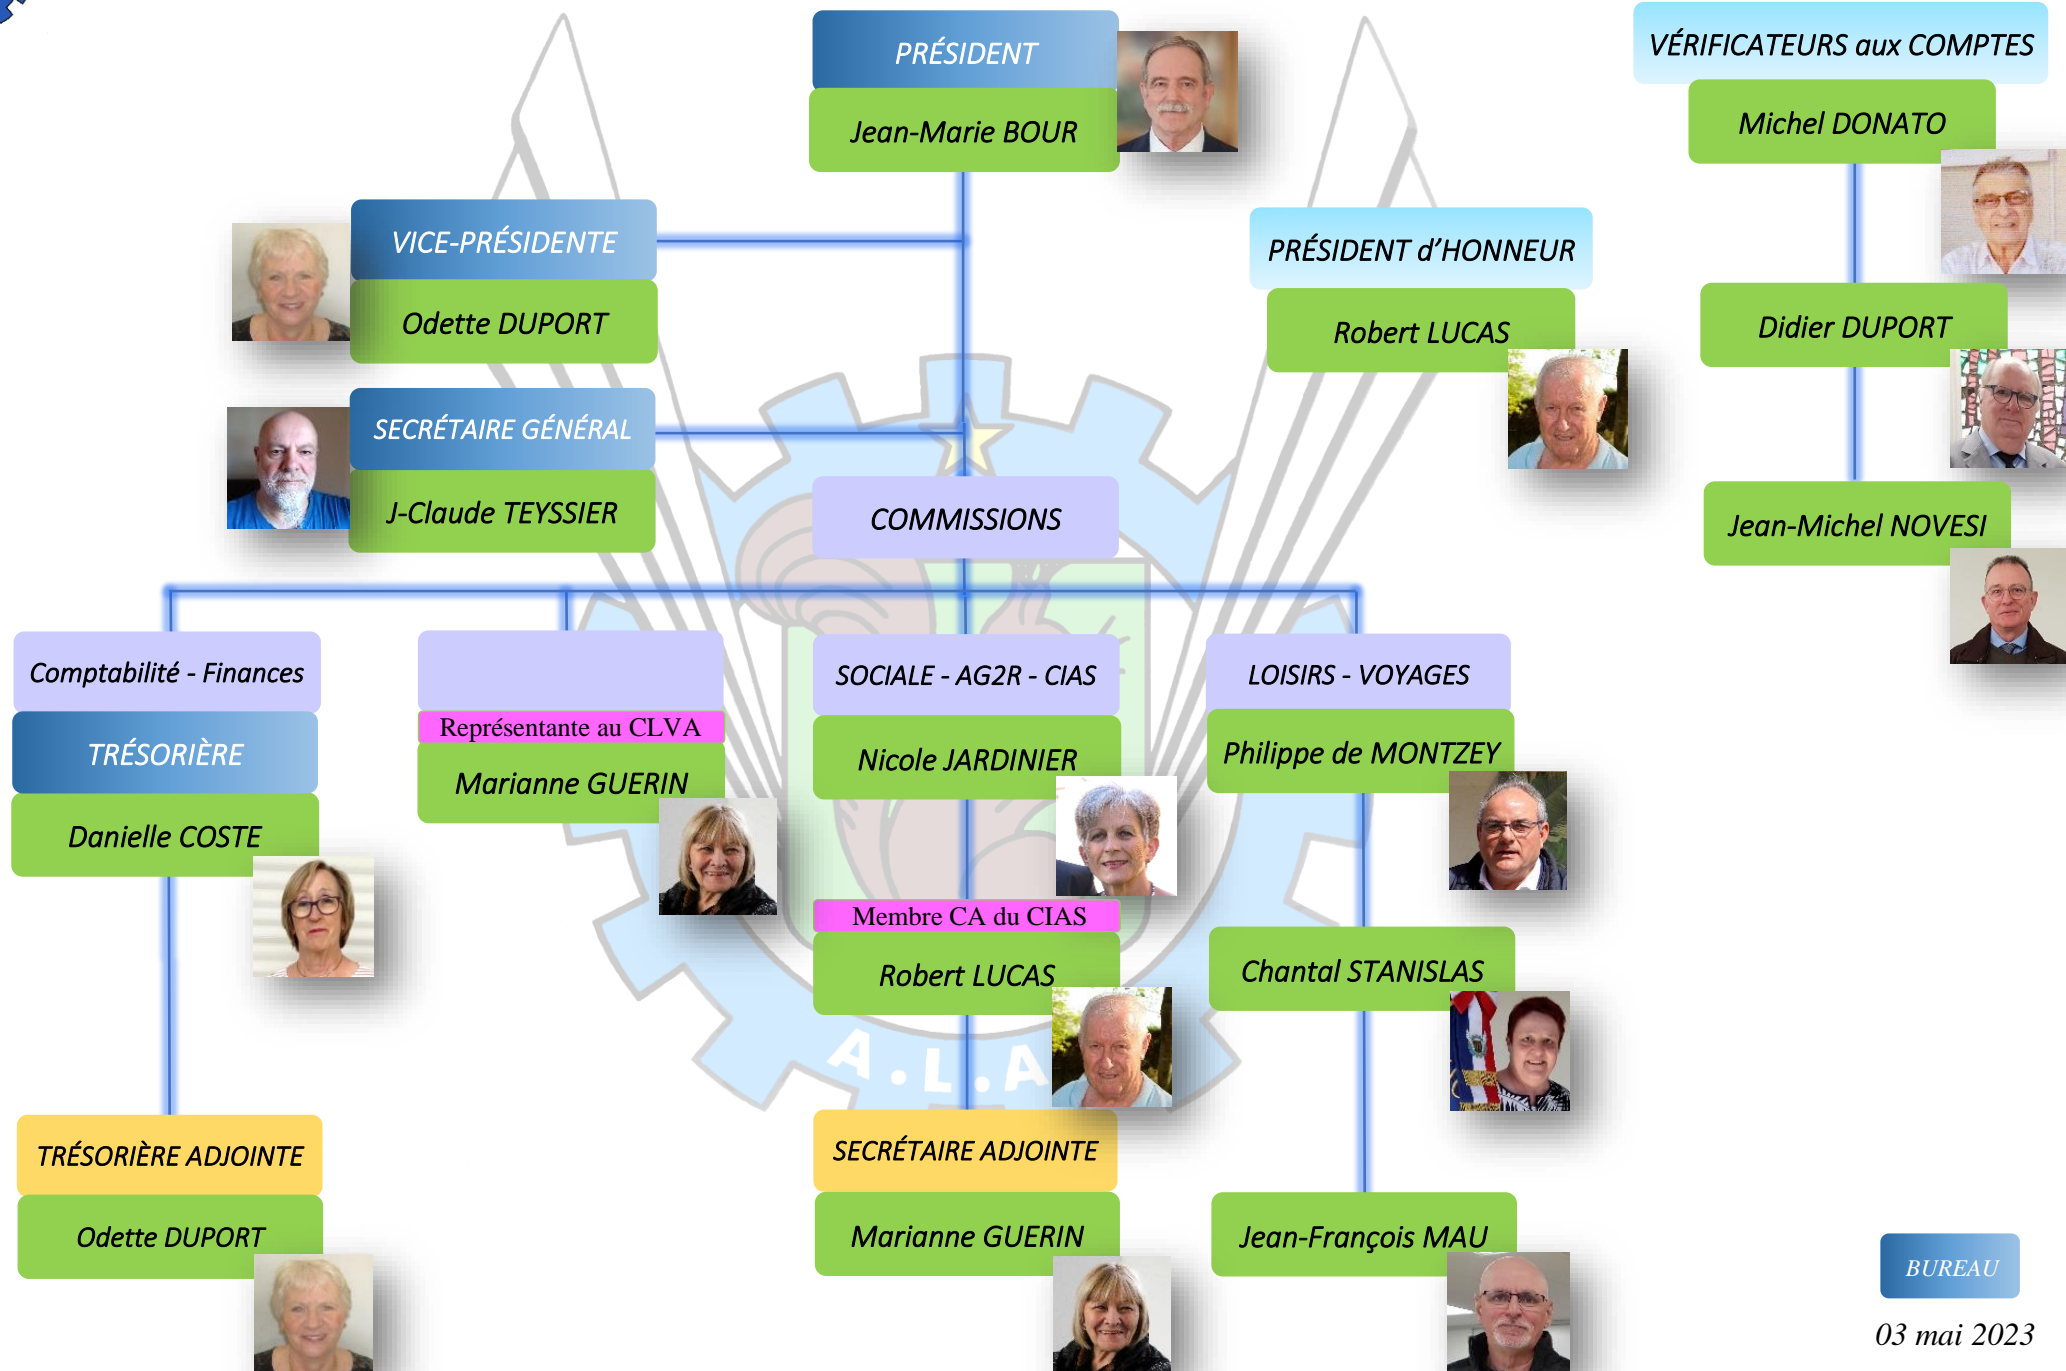 PRÉSIDENT
Jean-Marie BOUR
VÉRIFICATEURS aux COMPTES
Michel DONATO
Didier DUPORT
Jean-Michel NOVESI
VICE-PRÉSIDENTE
Odette DUPORT
PRÉSIDENT d’HONNEUR
Robert LUCAS
SECRÉTAIRE GÉNÉRAL
J-Claude TEYSSIER
COMMISSIONS
Comptabilité - Finances
TRÉSORIÈRE
Danielle COSTE
TRÉSORIÈRE ADJOINTE
Odette DUPORT
Représentante au CLVA
Marianne GUERIN
SOCIALE - AG2R - CIAS
Nicole JARDINIER
Membre CA du CIAS
Robert LUCAS
SECRÉTAIRE ADJOINTE
Marianne GUERIN
LOISIRS - VOYAGES
Philippe de MONTZEY
Chantal STANISLAS
Jean-François MAU
A.L.A
BUREAU
03 mai 2023